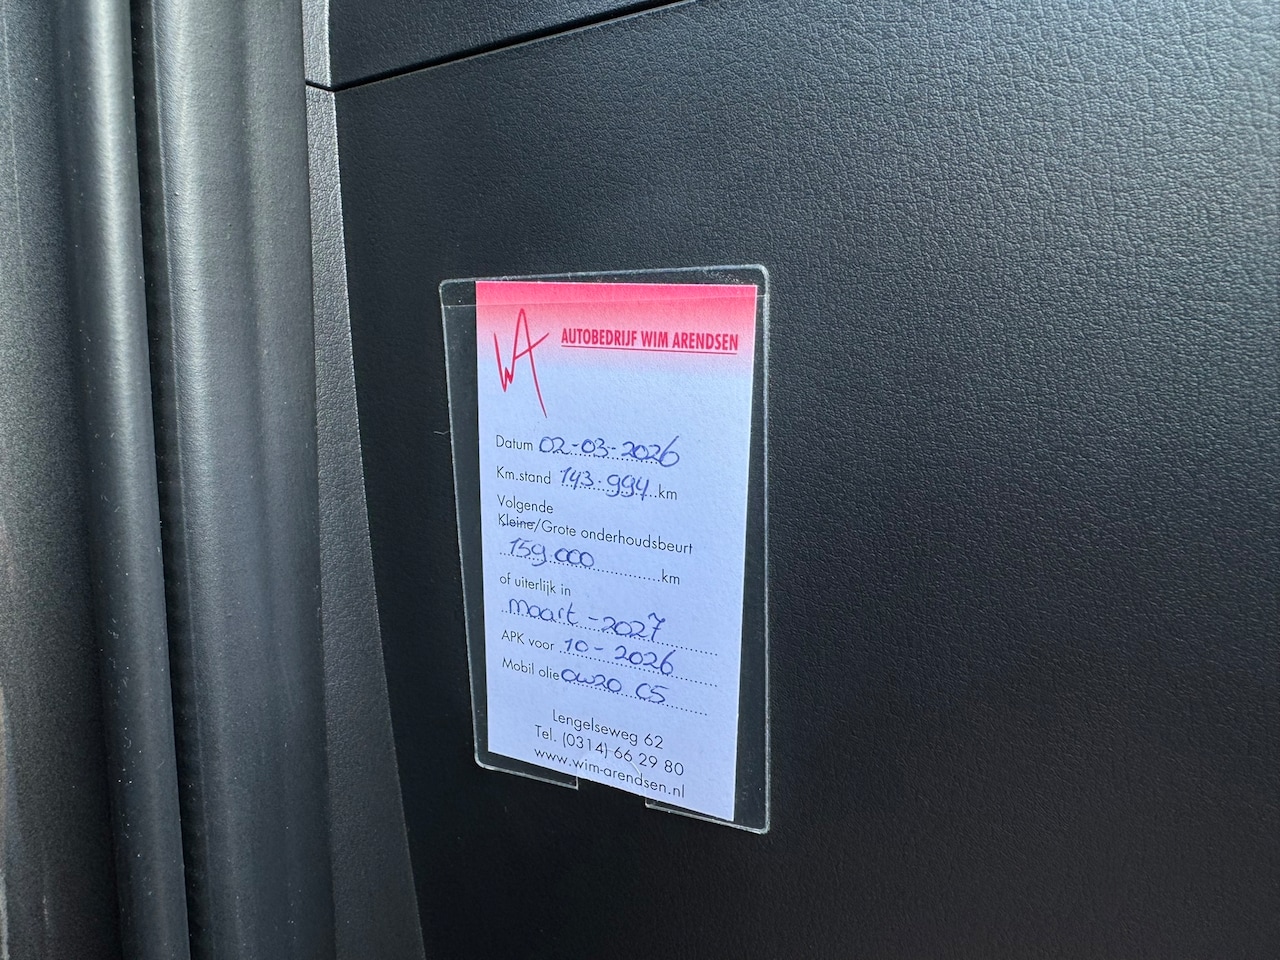 WA
AUTOBEDRIJF WIM ARENDSEN
Datum 02-03-2026
Km.stand 143.994 km
Volgende
Kleine/Grote onderhoudsbeurt
159.000 km
of uiterlijk in
maart - 2027
APK voor 10 - 2026
Mobil olie 0w20 C5
Lengelseweg 62
Tel. (0314) 66 29 80
www.wim-arendsen.nl